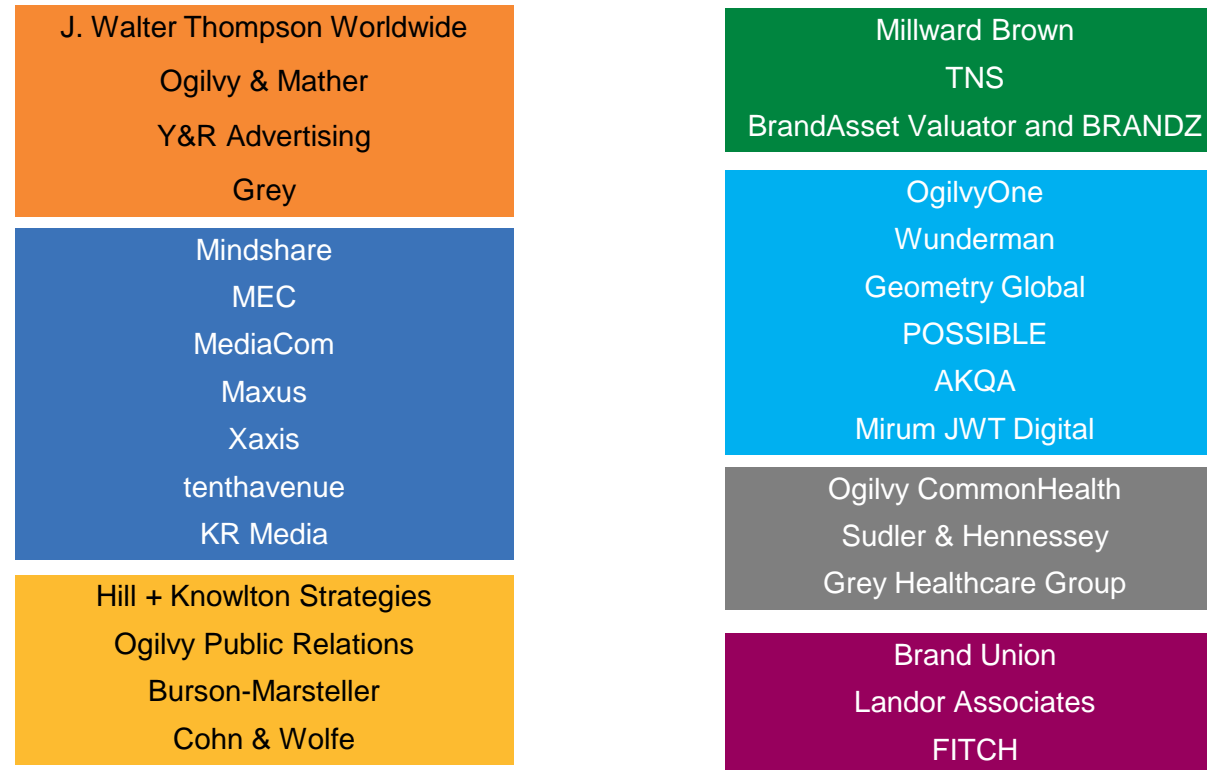 J. Walter Thompson Worldwide
Ogilvy & Mather
Y&R Advertising
Grey
Mindshare
MEC
MediaCom
Maxus
Xaxis
tenthavenue
KR Media
Hill + Knowlton Strategies
Ogilvy Public Relations
Burson-Marsteller
Cohn & Wolfe
Millward Brown
TNS
BrandAsset Valuator and BRANDZ
OgilvyOne
Wunderman
Geometry Global
POSSIBLE
AKQA
Mirum JWT Digital
Ogilvy CommonHealth
Sudler & Hennessey
Grey Healthcare Group
Brand Union
Landor Associates
FITCH